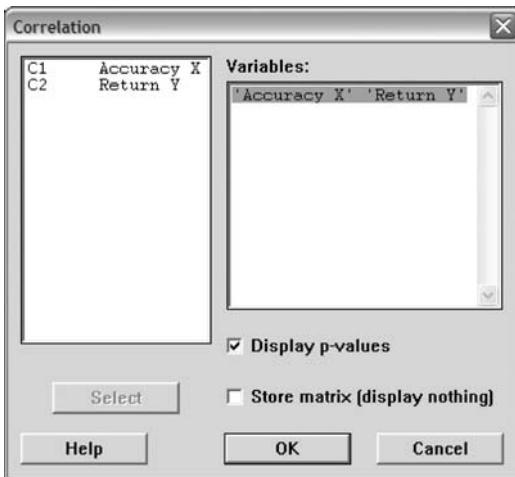 Correlation
C1 Accuracy X
C2 Return Y
Variables:
'Accuracy X' 'Return Y'
Display p-values
Select
Store matrix (display nothing)
Help
OK
Cancel